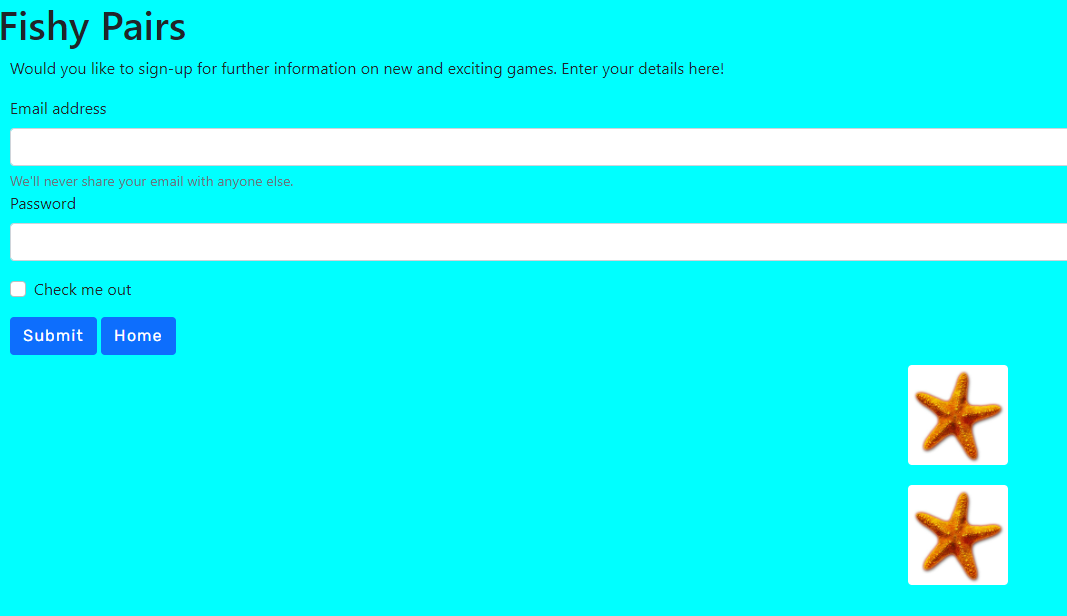 Fishy Pairs
Would you like to sign-up for further information on new and exciting games. Enter your details here!
Email address
We'll never share your email with anyone else.
Password
Check me out
Submit Home